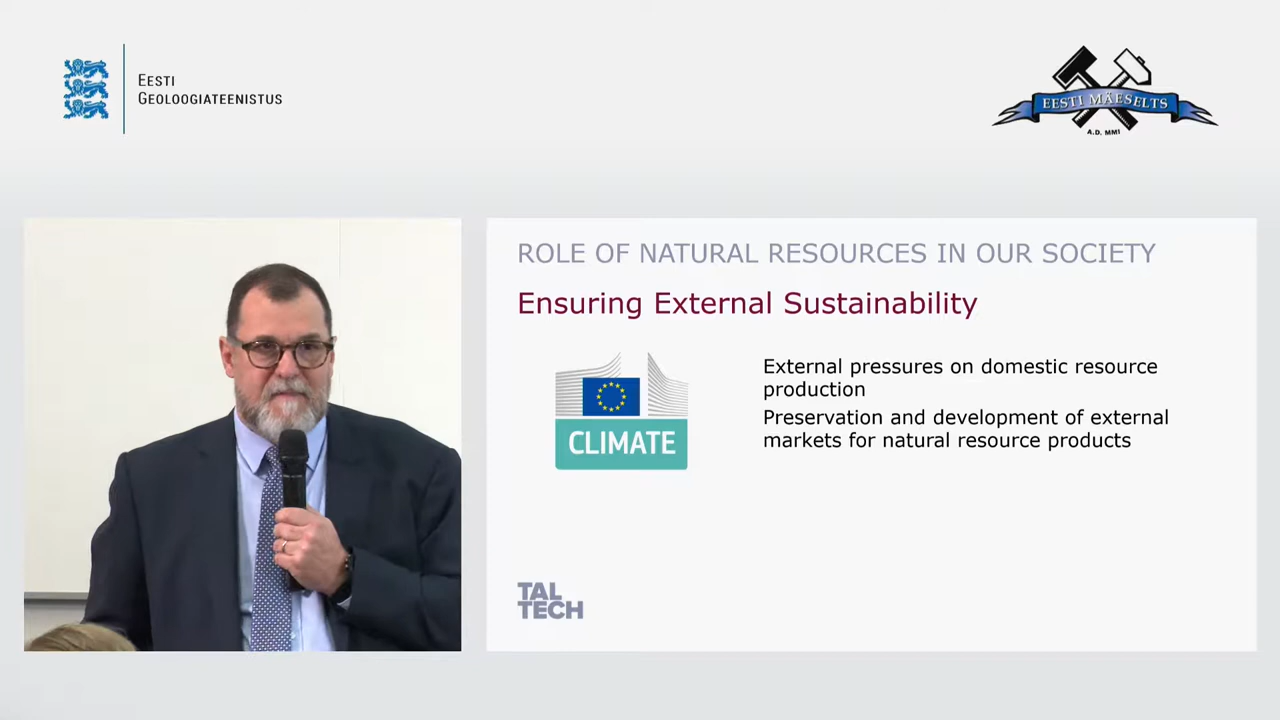 EESTI
GEOLOOGIATEENISTUS
EESTI MÄESELTS
A.D. MMI
ROLE OF NATURAL RESOURCES IN OUR SOCIETY
Ensuring External Sustainability
CLIMATE
External pressures on domestic resource
production
Preservation and development of external
markets for natural resource products
TAL
TECH